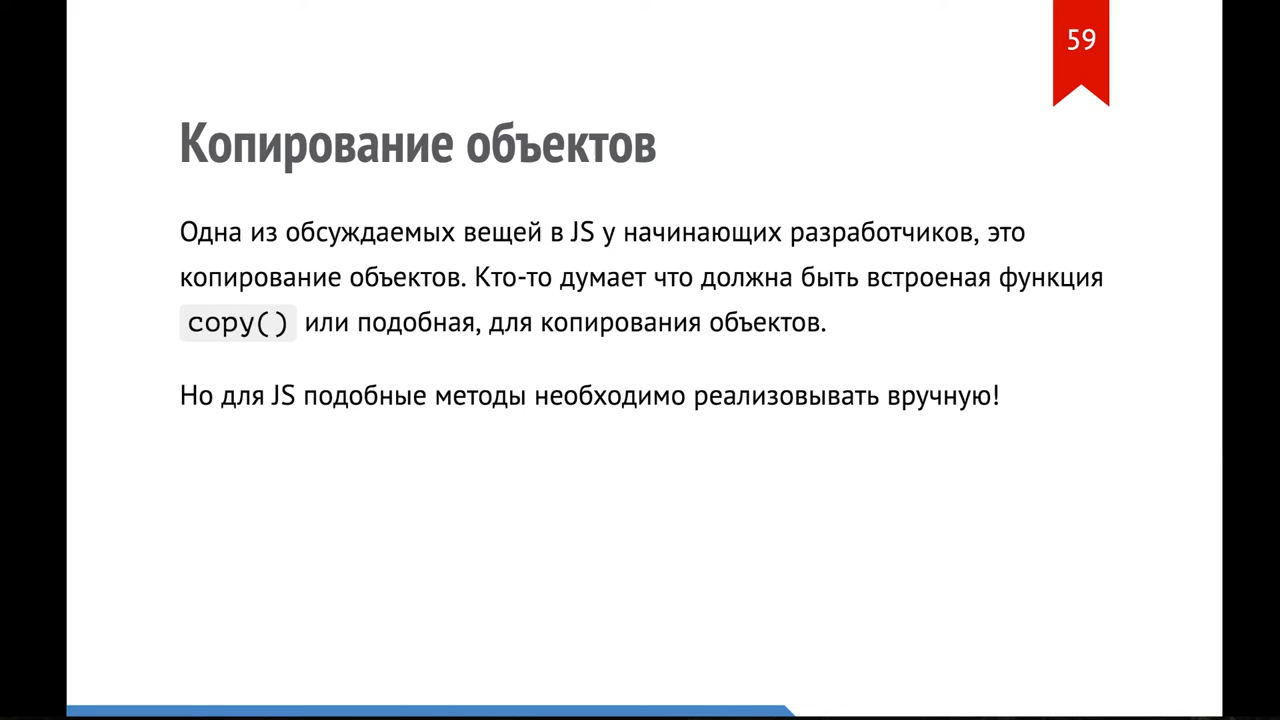 59
Копирование объектов
Одна из обсуждаемых вещей в JS у начинающих разработчиков, это
копирование объектов. Кто-то думает что должна быть встроеная функция
copy() или подобная, для копирования объектов.
Но для JS подобные методы необходимо реализовывать вручную!